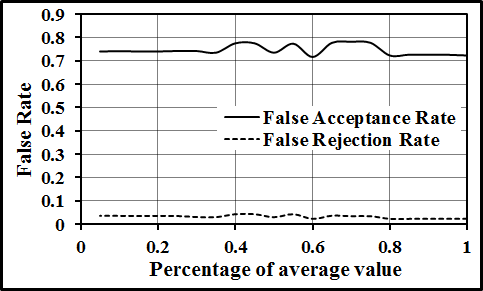 0.9
0.8
0.7
0.6
0.5
0.4
0.3
0.2
0.1
0
False Rate
False Acceptance Rate
False Rejection Rate
0 0.2 0.4 0.6 0.8 1
Percentage of average value